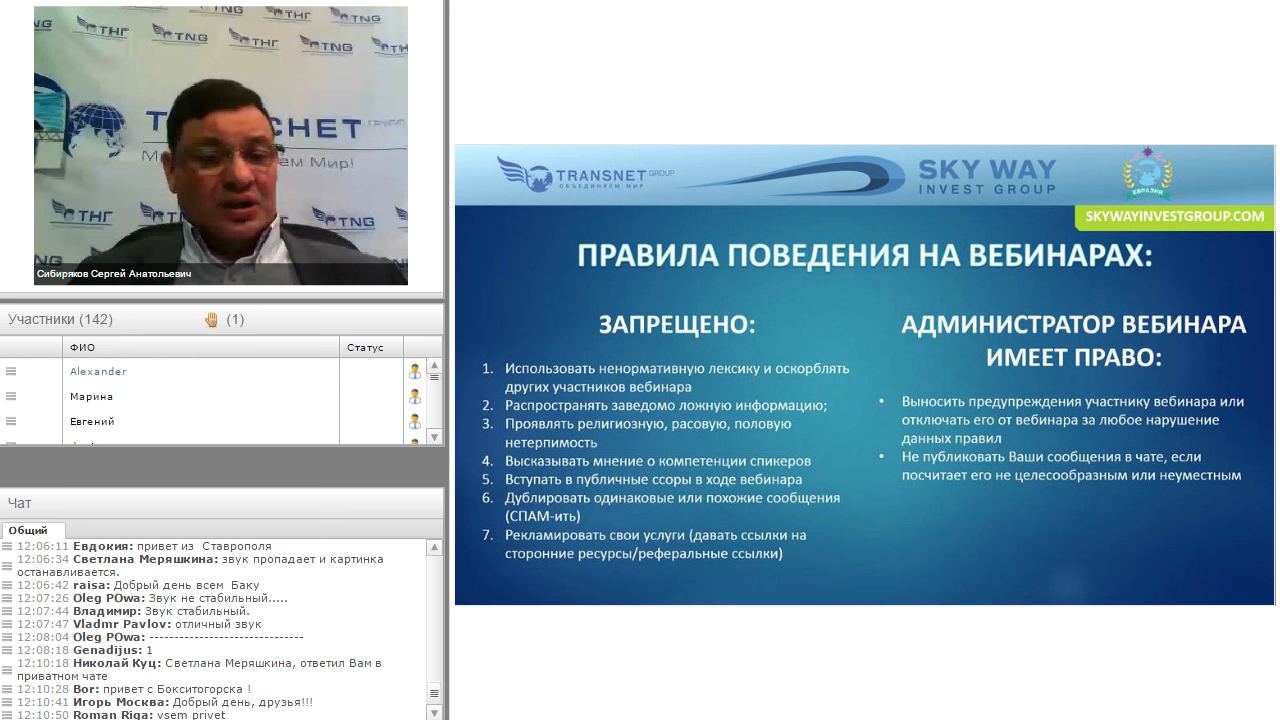 TNG
ТНГ
TNG
ТНГ
TNG
ТНГ
TNG
Сибиряков Сергей Анатольевич
Участники (142)
(1)
ФИО
Статус
Alexander
Марина
Евгений
Чат
Общий
12:06:11 Евдокия: привет из Ставрополя
12:06:34 Светлана Меряшкина: звук пропадает и картинка
останавливается.
12:06:42 raisa: Добрый день всем Баку
12:07:26 Oleg POwa: Звук не стабильный.....
12:07:44 Владимир: Звук стабильный.
12:07:47 Vladmr Pavlov: отличный звук
12:08:04 Oleg POwa: -------------------------------
12:08:18 Genadijus: 1
12:10:18 Николай Куц: Светлана Меряшкина, ответил Вам в
приватном чате
12:10:28 Bor: привет с Бокситогорска !
12:10:41 Игорь Москва: Добрый день, друзья!!!
12:10:50 Roman Riga: vsem privet
TRANSNET GROUP
ОБЪЕДИНЯЕМ МИР
SKY WAY
INVEST GROUP
ЕВРАЗИЯ
SKYWAYINVESTGROUP.COM
ПРАВИЛА ПОВЕДЕНИЯ НА ВЕБИНАРАХ:
ЗАПРЕЩЕНО:
1. Использовать ненормативную лексику и оскорблять
других участников вебинара
2. Распространять заведомо ложную информацию;
3. Проявлять религиозную, расовую, половую
нетерпимость
4. Высказывать мнение о компетенции спикеров
5. Вступать в публичные ссоры в ходе вебинара
6. Дублировать одинаковые или похожие сообщения
(СПАМ-ить)
7. Рекламировать свои услуги (давать ссылки на
сторонние ресурсы/реферальные ссылки)
АДМИНИСТРАТОР ВЕБИНАРА
ИМЕЕТ ПРАВО:
• Выносить предупреждения участнику вебинара или
отключать его от вебинара за любое нарушение
данных правил
• Не публиковать Ваши сообщения в чате, если
посчитает его не целесообразным или неуместным